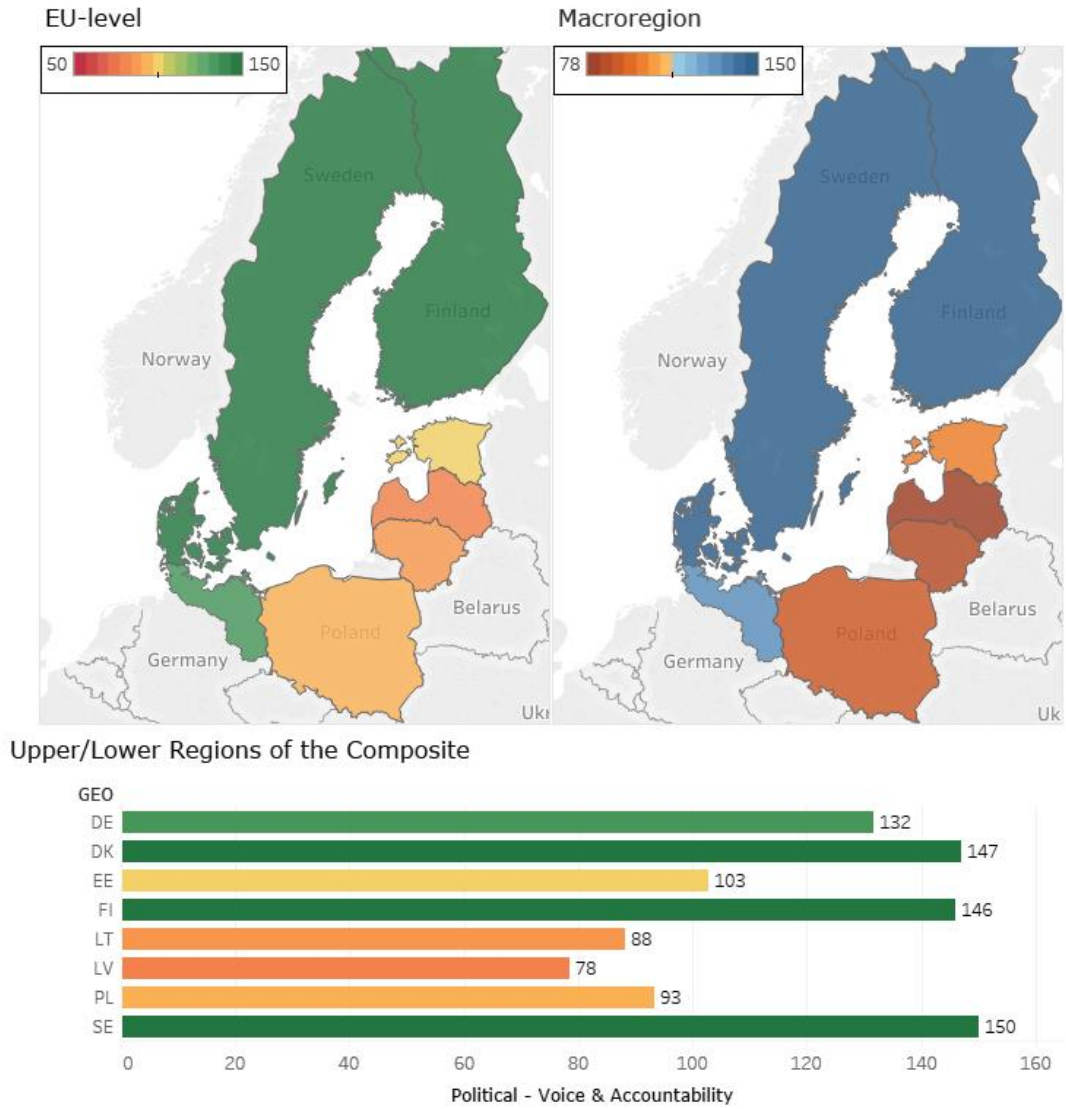 EU-level
50 150
Sweden
Finland
Norway
Belarus
Poland
Germany
Ukr
Macroregion
78 150
Sweden
Finland
Norway
Belarus
Poland
Germany
Uk
Upper/Lower Regions of the Composite
GEO
DE 132
DK 147
EE 103
FI 146
LT 88
LV 78
PL 93
SE 150
0 20 40 60 80 100 120 140 160
Political - Voice & Accountability